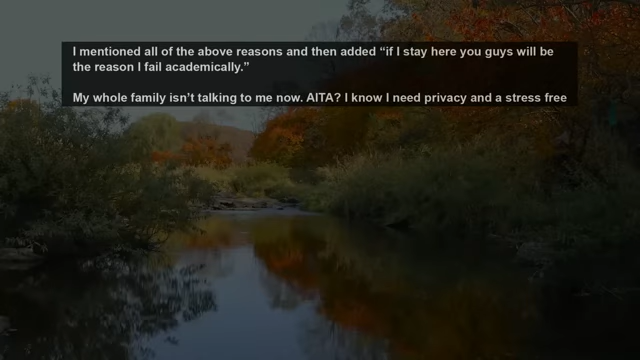 I mentioned all of the above reasons and then added “if I stay here you guys will be
the reason I fail academically.”
My whole family isn’t talking to me now. AITA? I know I need privacy and a stress free